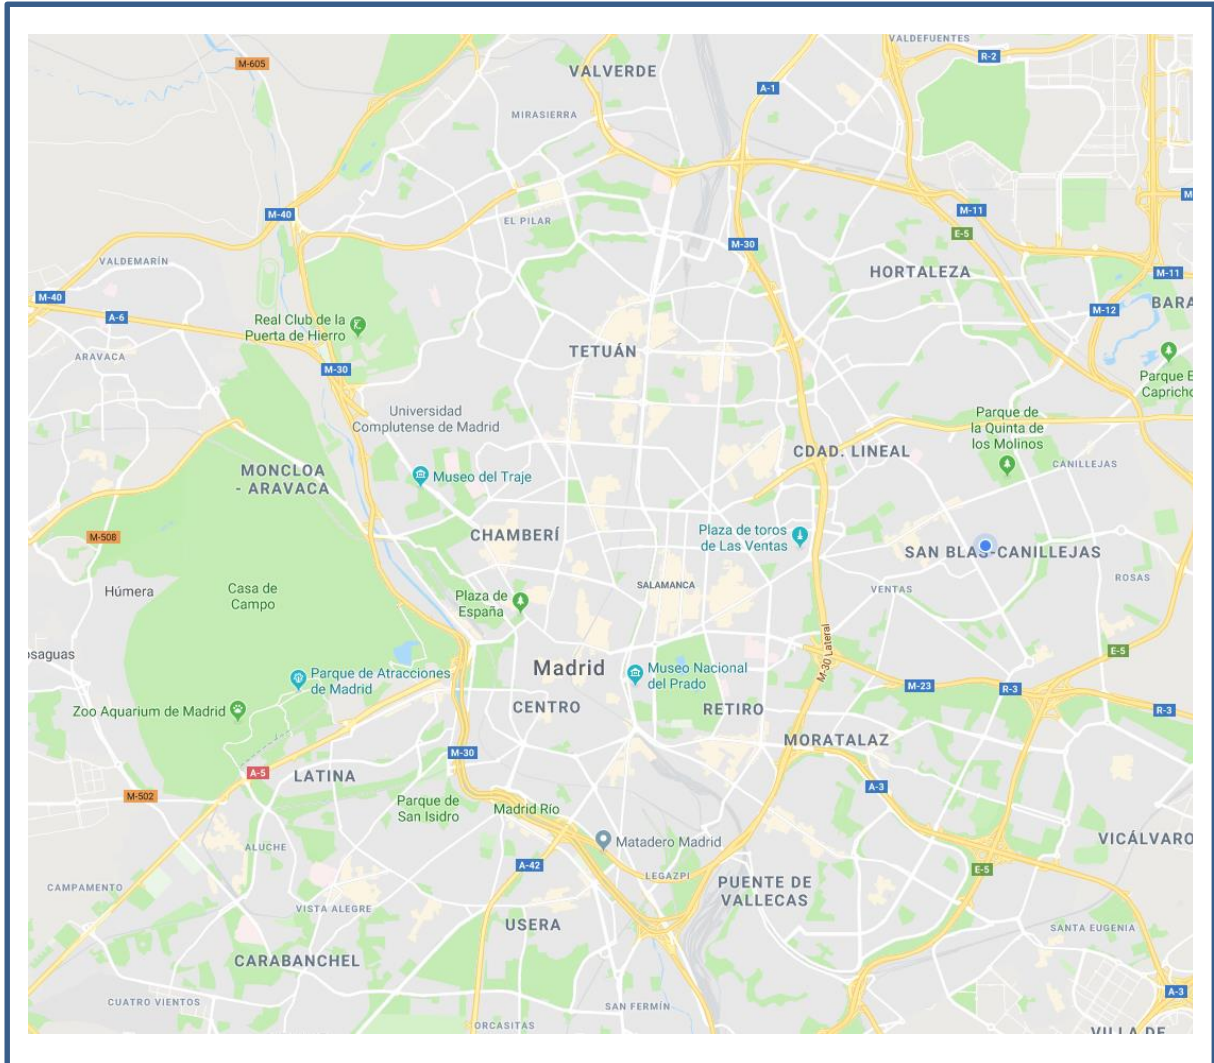 VALDEFUENTES
R-2
M-605
VALVERDE
A-1
MIRASIERRA
M
M-40
EL PILAR
M-11
E-5
M-30
VALDEMARÍN
HORTALEZA
M-11
M-40
BARA
A-6
M-12
Real Club de la
Puerta de Hierro
TETUÁN
ARAVACA
M-30
Parque E
Capricho
Universidad
Complutense de Madrid
Parque de
la Quinta de
los Molinos
CDAD. LINEAL
CANILLEJAS
MONCLOA
- ARAVACA
Museo del Traje
M-508
CHAMBERÍ
Plaza de toros
de Las Ventas
SAN BLAS-CANILLEJAS
ROSAS
Húmera
Casa de
Campo
SALAMANCA
VENTAS
Plaza de
España
M-30 Lateral
E-5
osaguas
Madrid
Parque de Atracciones
de Madrid
Museo Nacional
del Prado
M-23
R-3
Zoo Aquarium de Madrid
CENTRO
RETIRO
R-3
MORATALAZ
M-30
A-5
LATINA
A-3
M-502
Parque de
San Isidro
Madrid Río
Matadero Madrid
VICÁLVARO
ALUCHE
A-42
LEGAZPI
E-5
CAMPAMENTO
PUENTE DE
VALLECAS
VISTA ALEGRE
USERA
SANTA EUGENIA
CARABANCHEL
A-3
CUATRO VIENTOS
SAN FERMÍN
ORCASITAS
VILLA DE